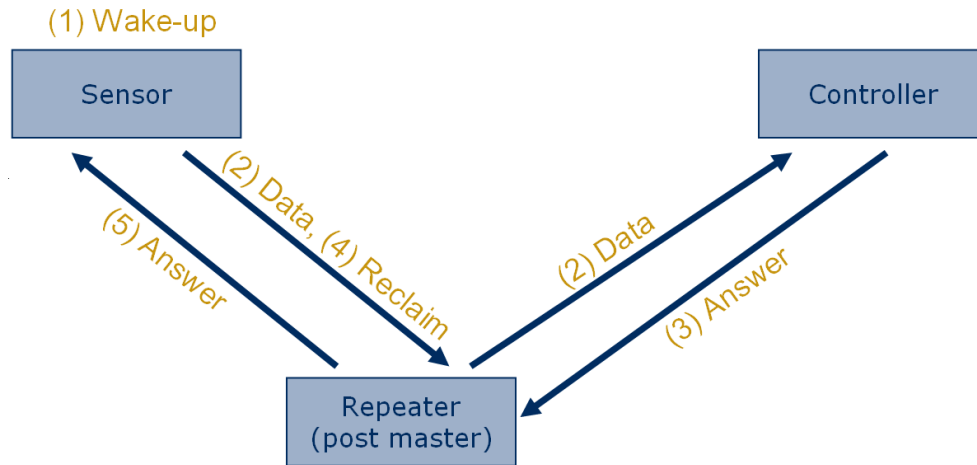 (1) Wake-up
Sensor
Controller
(2) Data, (4) Reclaim
(5) Answer
(2) Data
(3) Answer
Repeater
(post master)